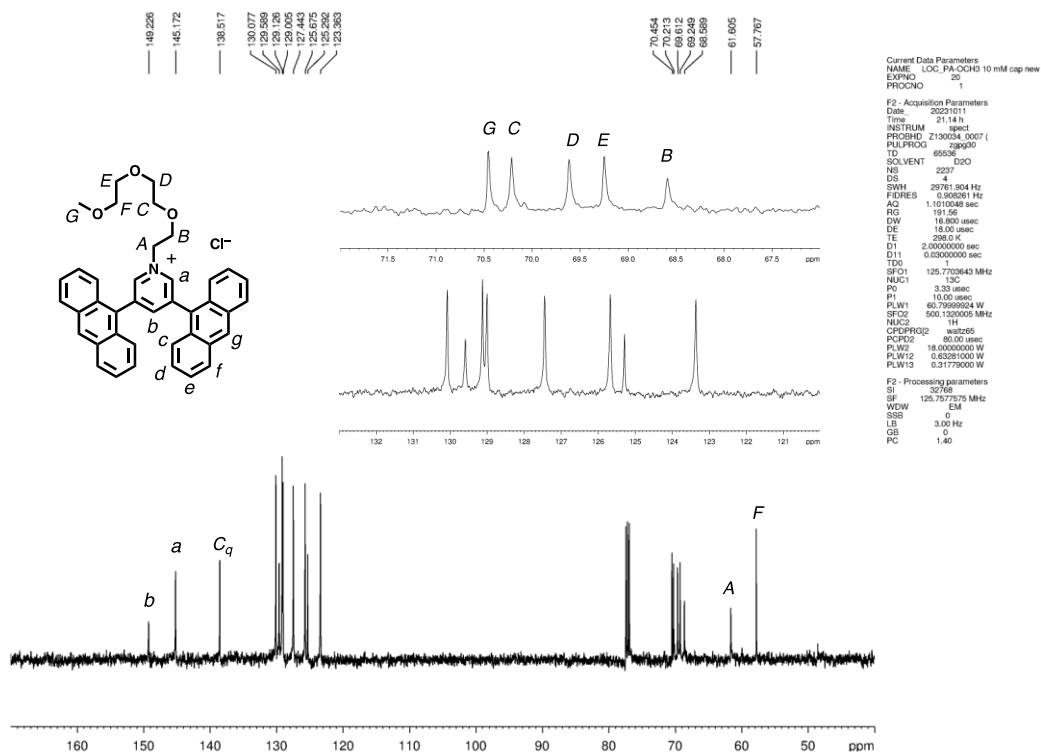 149.226
145.172
138.517
130.077
129.589
129.126
129.005
127.443
125.675
125.292
123.363
70.454
70.213
69.612
69.249
68.589
61.605
57.767
Current Data Parameters
NAME LOC_PA-OCH3 10 mM cap new
EXPNO 20
PROCNO 1
F2 - Acquisition Parameters
Date_ 20231011
Time 21.14 h
INSTRUM spect
PROBHD Z130034_0007 (
PULPROG zgpg30
TD 65536
SOLVENT D2O
NS 2237
DS 4
SWH 29761.904 Hz
FIDRES 0.908261 Hz
AQ 1.1010048 sec
RG 191.56
DW 16.800 usec
DE 18.00 usec
TE 298.0 K
D1 2.00000000 sec
D11 0.03000000 sec
TD0 1
SFO1 125.7703643 MHz
NUC1 13C
P0 3.33 usec
P1 10.00 usec
PLW1 60.79999924 W
SFO2 500.1320005 MHz
NUC2 1H
CPDPRG[2 waltz65
PCPD2 80.00 usec
PLW2 18.00000000 W
PLW12 0.63281000 W
PLW13 0.31779000 W
F2 - Processing parameters
SI 32768
SF 125.7577575 MHz
WDW EM
SSB 0
LB 3.00 Hz
GB 0
PC 1.40
G C D E B
71.5 71.0 70.5 70.0 69.5 69.0 68.5 68.0 67.5 ppm
O
E D
O
G O F C O
A B
Cl−
N +
a
b
c g
d f
e
132 131 130 129 128 127 126 125 124 123 122 121 ppm
b a Cq A F
160 150 140 130 120 110 100 90 80 70 60 50 ppm